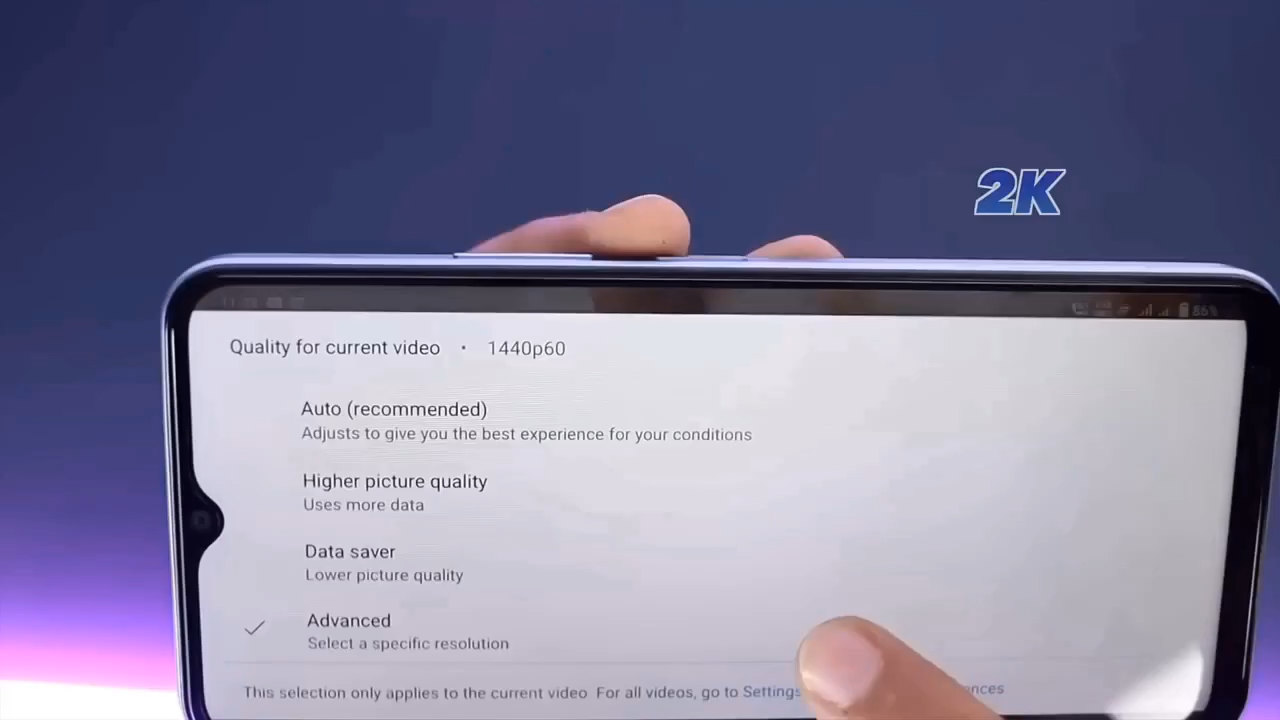 2K
86%
Quality for current video • 1440p60
Auto (recommended)
Adjusts to give you the best experience for your conditions
Higher picture quality
Uses more data
Data saver
Lower picture quality
Advanced
Select a specific resolution
This selection only applies to the current video For all videos, go to Settings